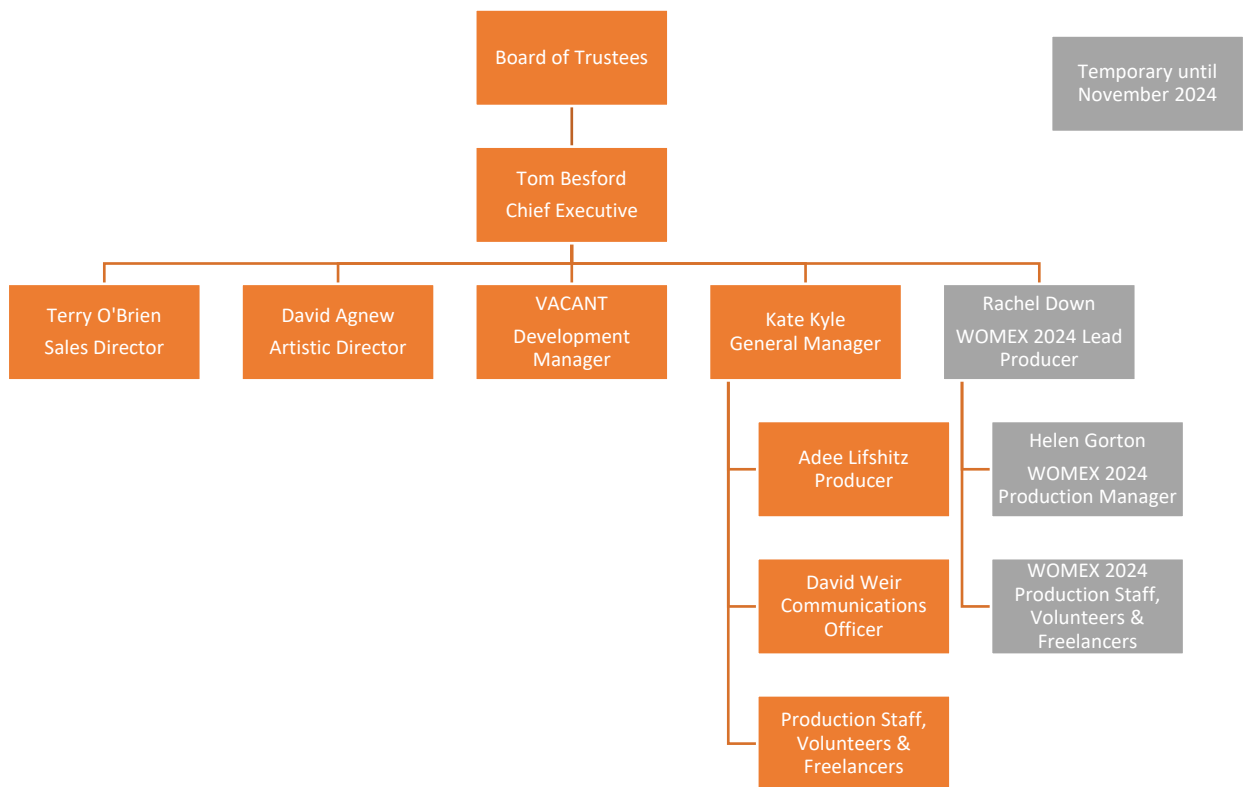 Board of Trustees
Temporary until
November 2024
Tom Besford
Chief Executive
Terry O'Brien
Sales Director
David Agnew
Artistic Director
VACANT
Development
Manager
Kate Kyle
General Manager
Rachel Down
WOMEX 2024 Lead
Producer
Adee Lifshitz
Producer
Helen Gorton
WOMEX 2024
Production Manager
David Weir
Communications
Officer
WOMEX 2024
Production Staff,
Volunteers &
Freelancers
Production Staff,
Volunteers &
Freelancers